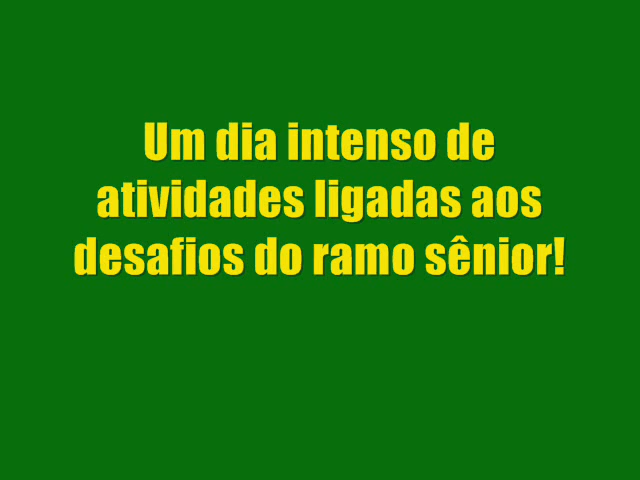 Um dia intenso de
atividades ligadas aos
desafios do ramo sênior!